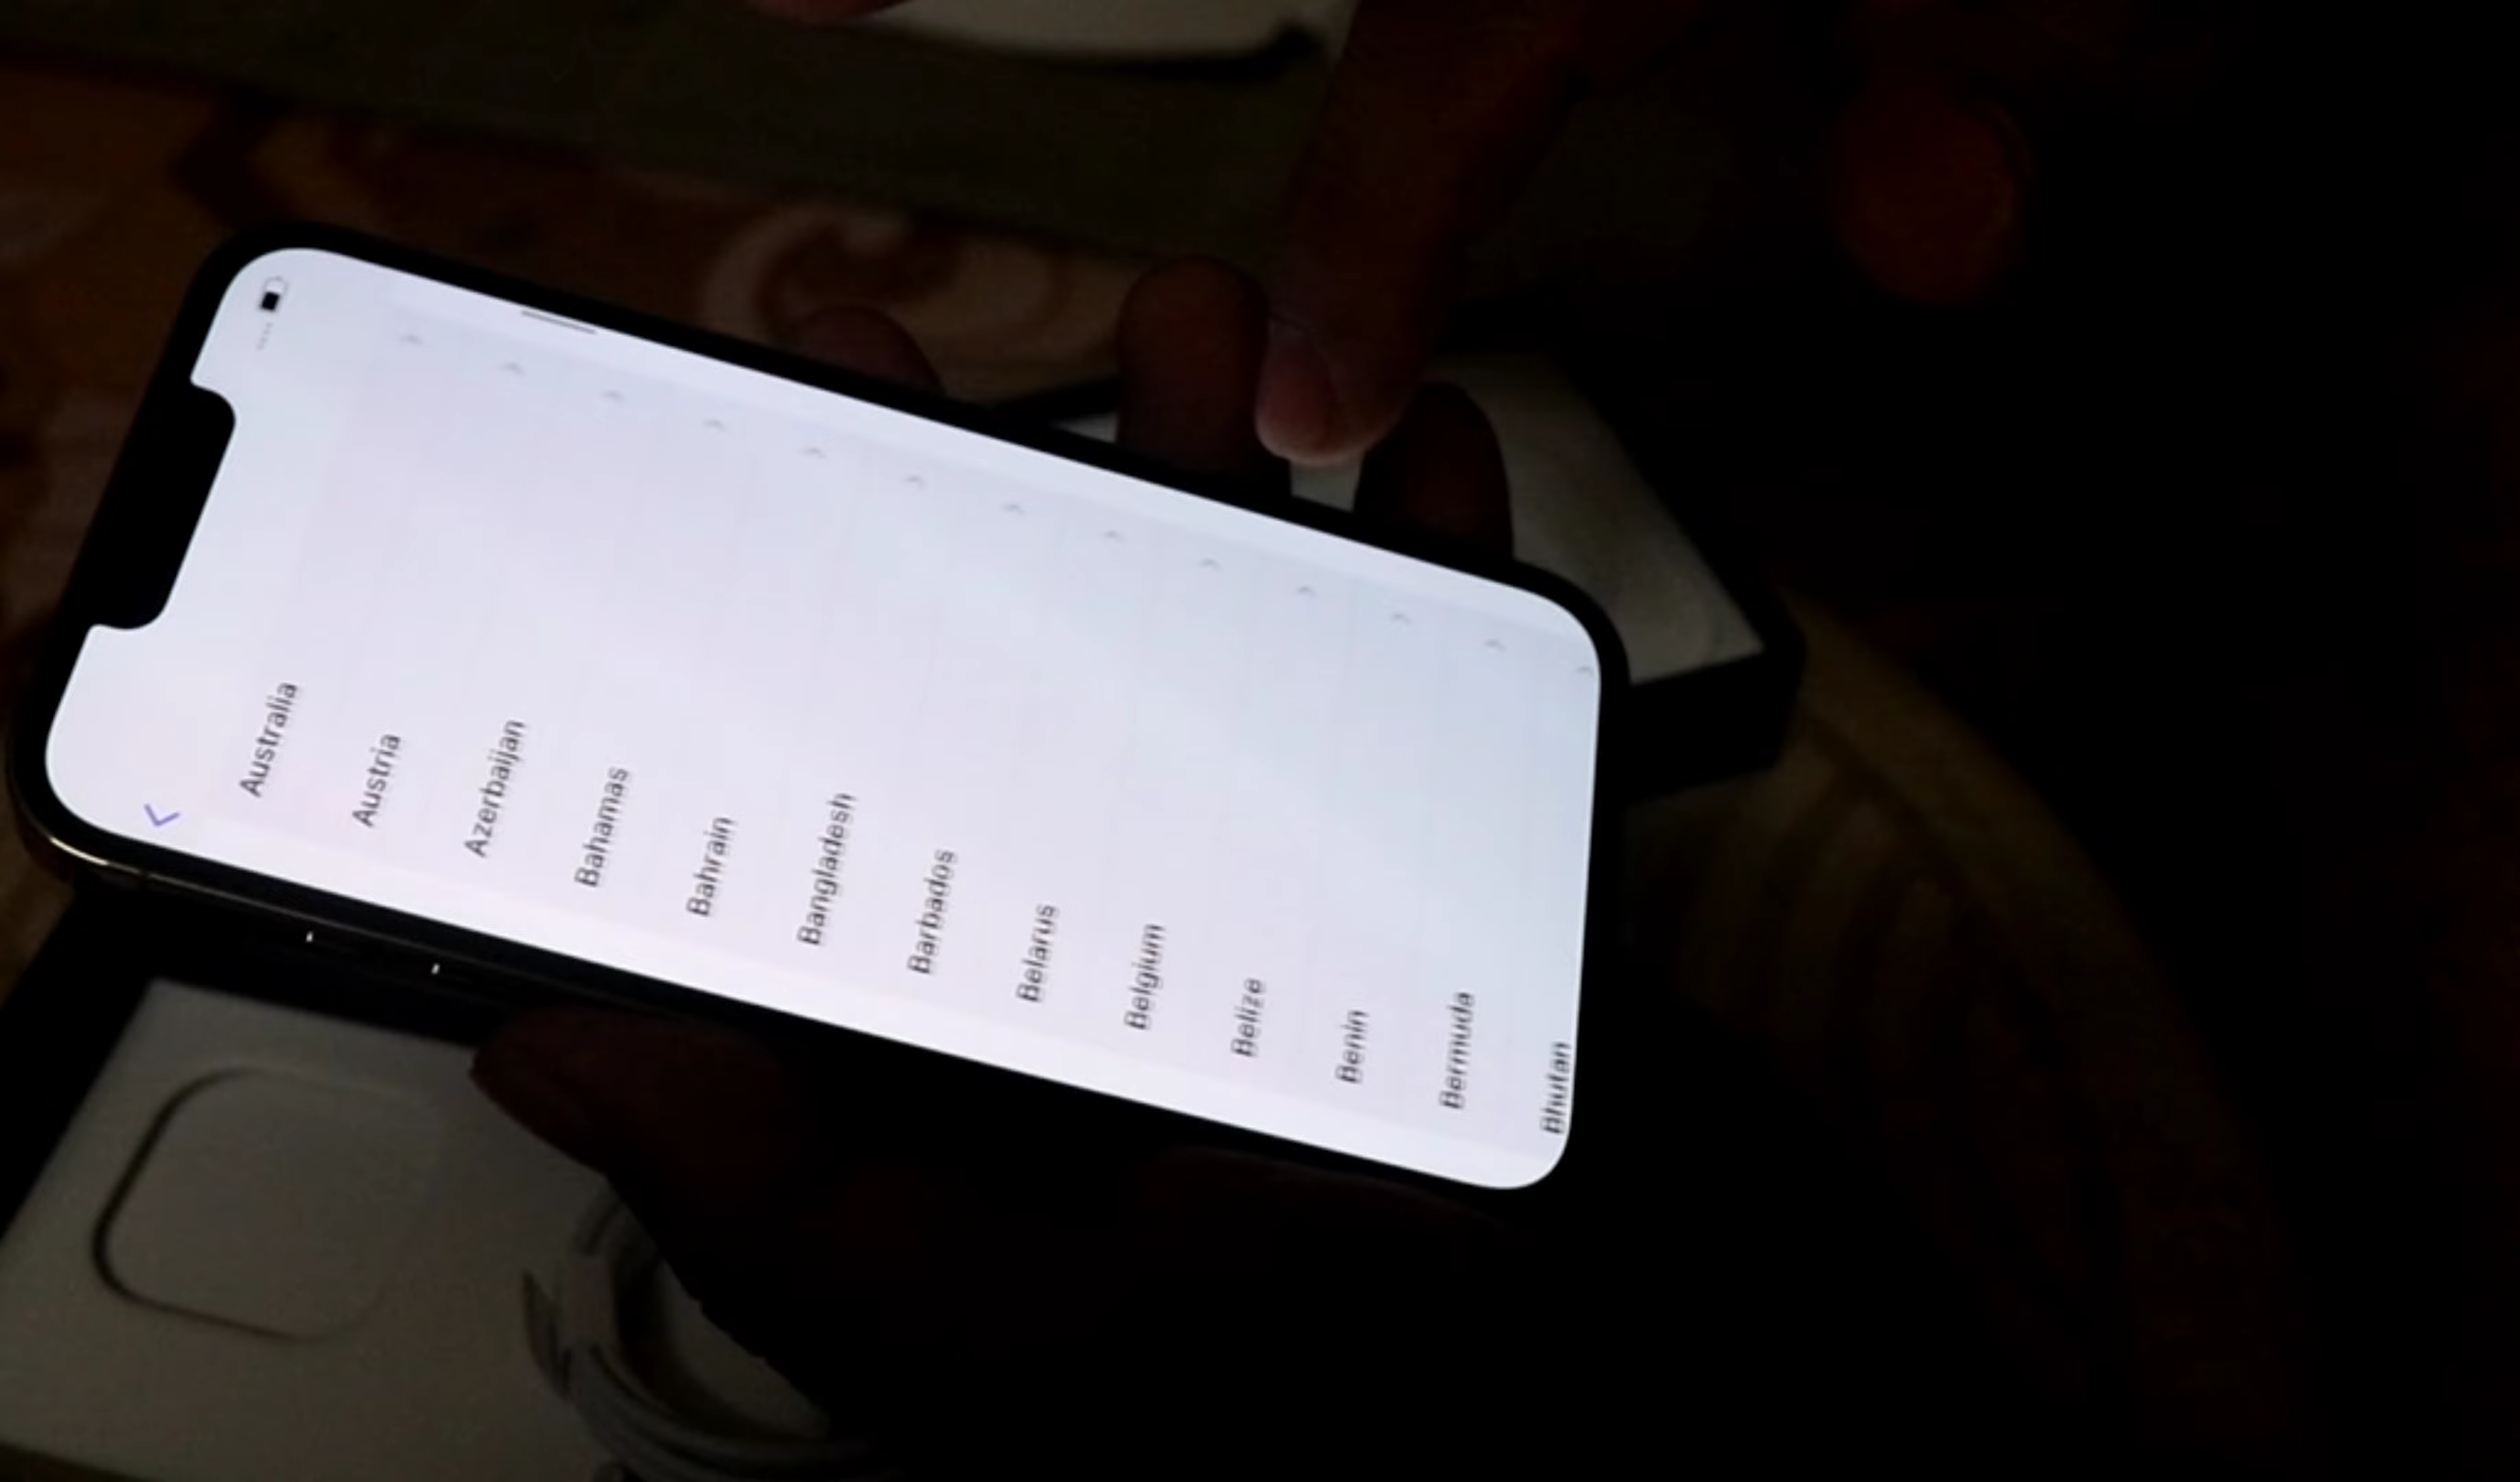 Australia
Austria
Azerbaijan
Bahamas
Bahrain
Bangladesh
Barbados
Belarus
Belgium
Belize
Benin
Bermuda
Bhutan